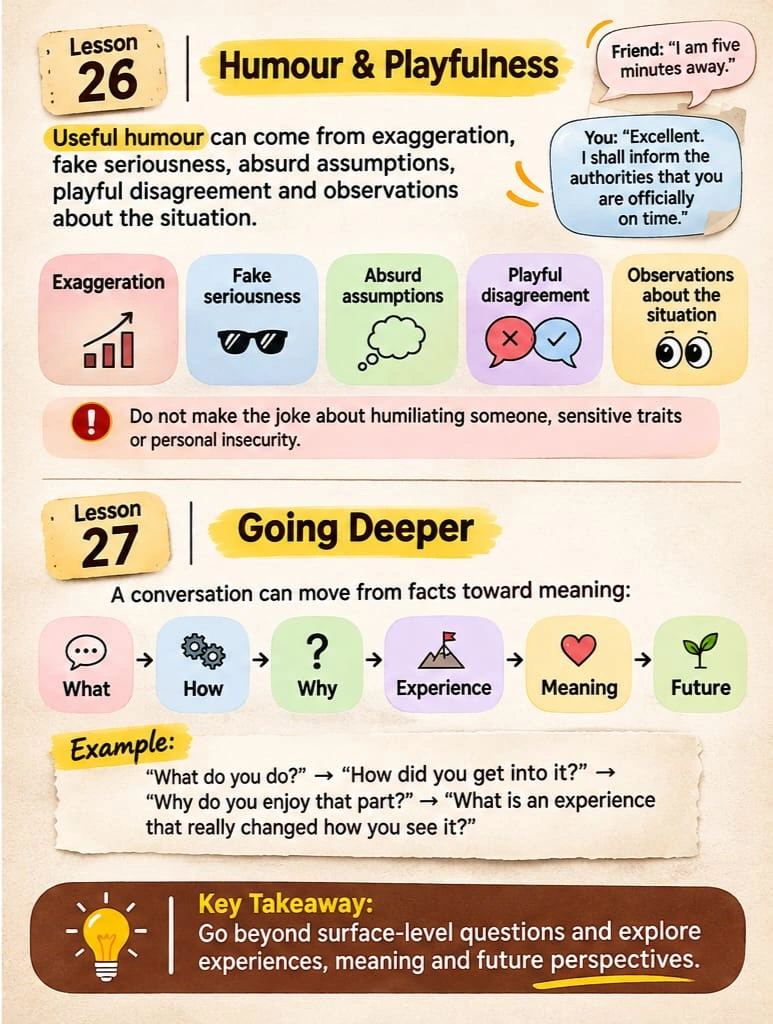 Lesson
26
Humour & Playfulness
Friend: “I am five
minutes away.”
You: “Excellent.
I shall inform the
authorities that you
are officially
on time.”
Useful humour can come from exaggeration,
fake seriousness, absurd assumptions,
playful disagreement and observations
about the situation.
Exaggeration
Fake
seriousness
Absurd
assumptions
Playful
disagreement
Observations
about the
situation
Do not make the joke about humiliating someone, sensitive traits
or personal insecurity.
Lesson
27
Going Deeper
A conversation can move from facts toward meaning:
What → How → Why → Experience → Meaning → Future
Example:
“What do you do?” → “How did you get into it?” →
“Why do you enjoy that part?” → “What is an experience
that really changed how you see it?”
Key Takeaway:
Go beyond surface-level questions and explore
experiences, meaning and future perspectives.